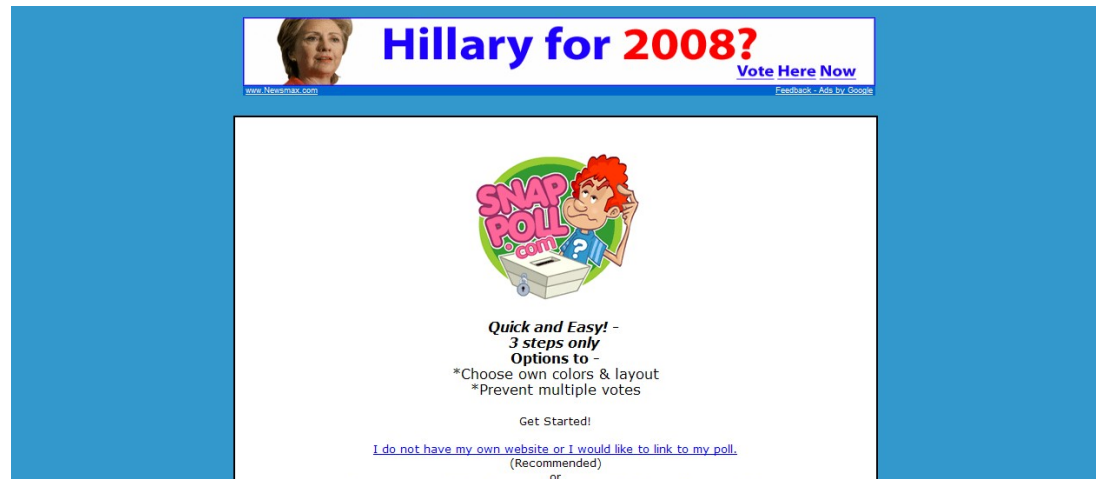 Hillary for 2008?
Vote Here Now
www.Newsmax.com
Feedback - Ads by Google
SNAP
POLL
.com
?
Quick and Easy! -
3 steps only
Options to -
*Choose own colors & layout
*Prevent multiple votes
Get Started!
I do not have my own website or I would like to link to my poll.
(Recommended)
or